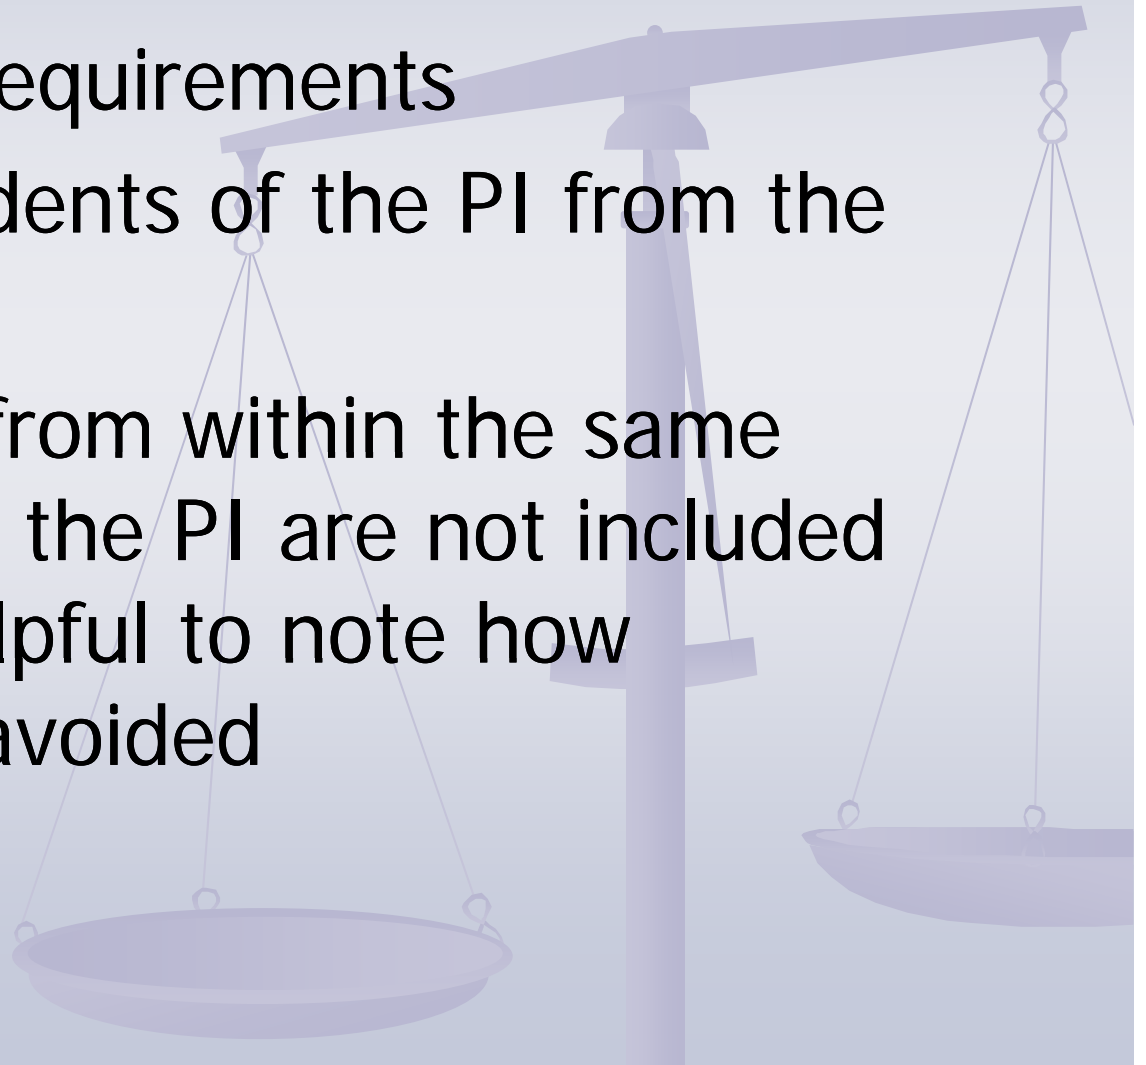 equirements
dents of the PI from the
from within the same
the PI are not included
lpful to note how
avoided